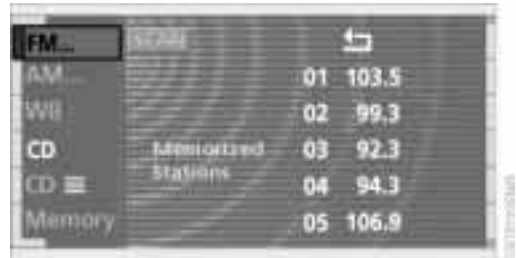 FM...
SCAN
AM...
01 103.5
WB
02 99.3
CD
Memorized
03 92.3
Stations
CD
04 94.3
Memory
05 106.9